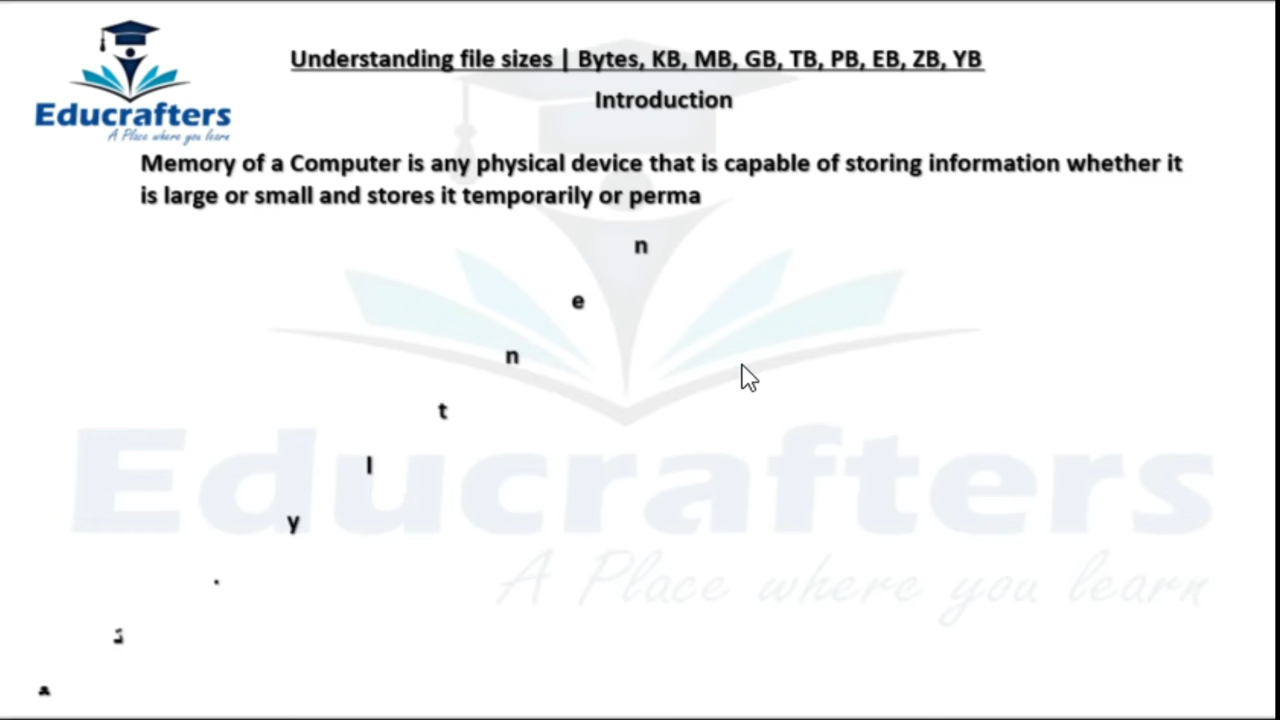 Understanding file sizes | Bytes, KB, MB, GB, TB, PB, EB, ZB, YB
Introduction
Educrafters
A Place where you learn
Memory of a Computer is any physical device that is capable of storing information whether it
is large or small and stores it temporarily or perma
n
e
n
t
l
y
.
Educrafters
A Place where you learn